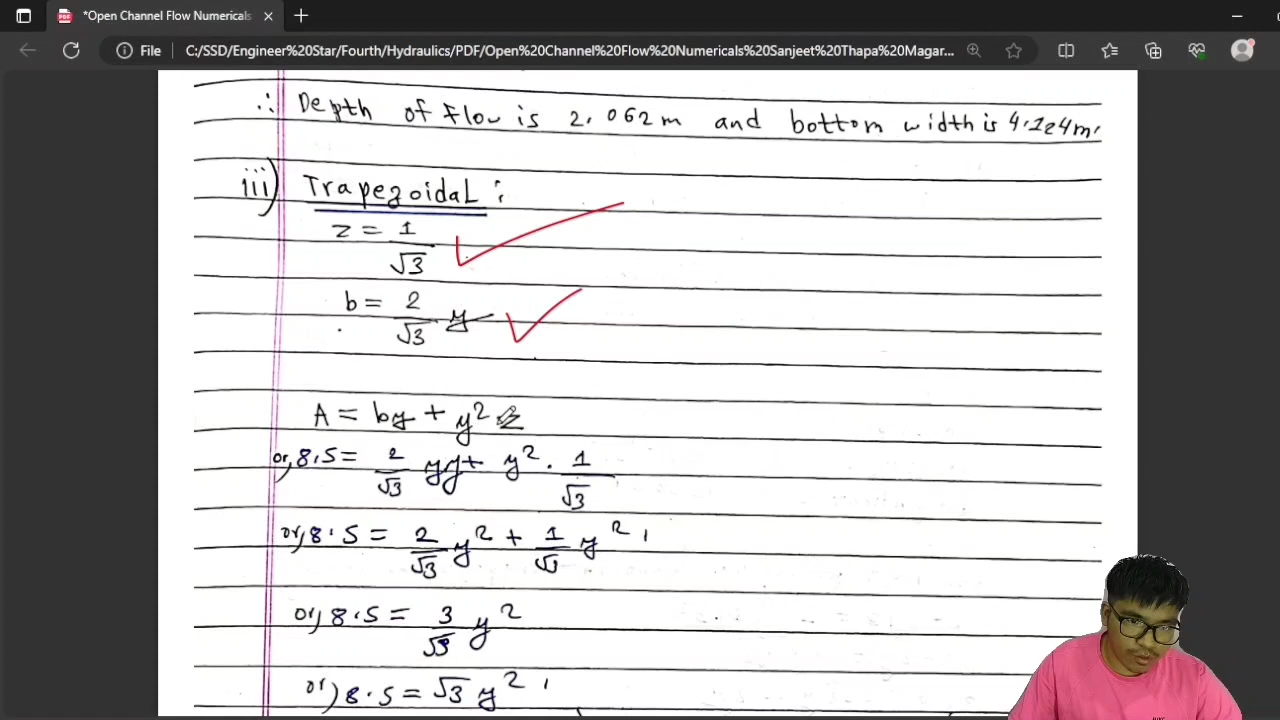 *Open Channel Flow Numericals
File C:/SSD/Engineer%20Star/Fourth/Hydraulics/PDF/Open%20Channel%20Flow%20Numericals%20Sanjeet%20Thapa%20Magar...
∴ Depth of Flow is 2.062m and bottom width is 4.124m.
iii) Trapezoidal :
z = 1/√3
b = 2/√3 y
A = by + y² z
or, 8.5 = 2/√3 y y + y² . 1/√3
or, 8.5 = 2/√3 y² + 1/√3 y²
or, 8.5 = 3/√3 y²
or, 8.5 = √3 y²